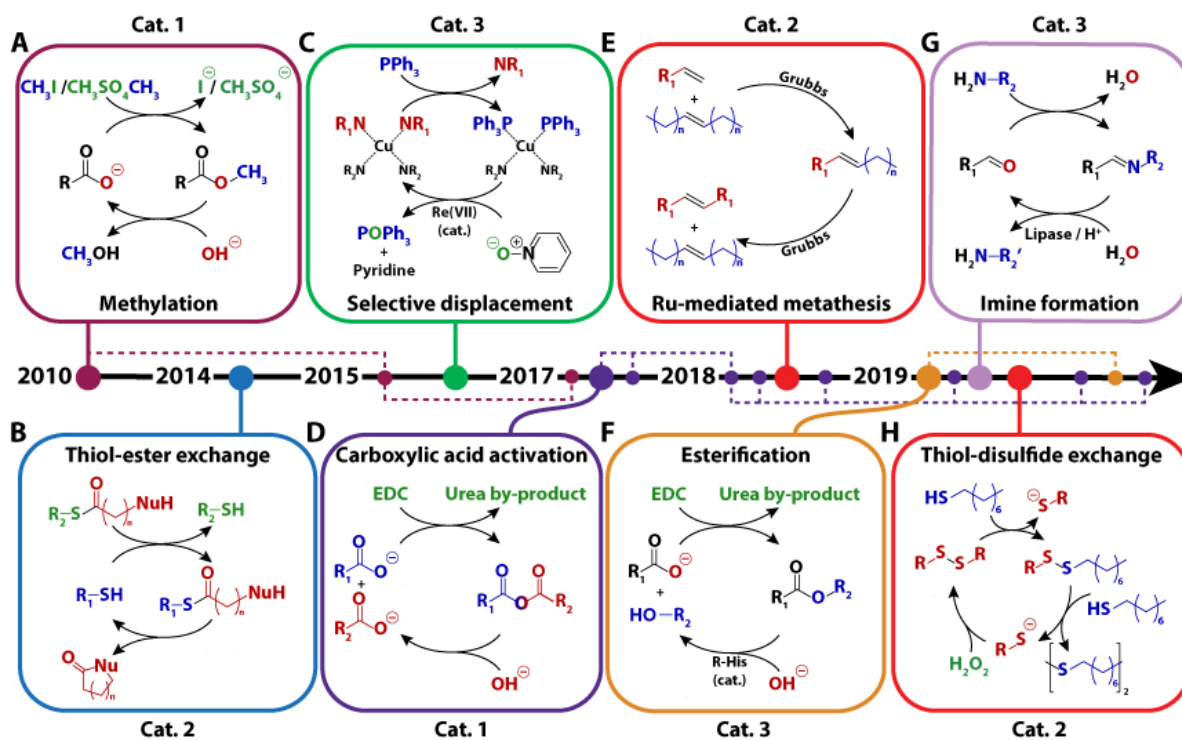 Cat. 1
A
CH₃I /CH₃SO₄CH₃
I⊖/CH₃SO₄⊖
R
O
O⊖
R
O
O
CH₃
CH₃OH
OH⊖
Methylation
Cat. 3
C
PPh₃
NR₁
R₁N
NR₁
Cu
R₂N
NR₂
Ph₃P
PPh₃
Cu
R₂N
NR₂
Re(VII)
(cat.)
POPh₃
+
Pyridine
⊖O
N⊕
Selective displacement
Cat. 2
E
R₁
+
n
n
Grubbs
R₁
n
R₁
R₁
+
n
n
Grubbs
Ru-mediated metathesis
Cat. 3
G
H₂N–R₂
H₂O
R
O
R
N
R₂
Lipase / H⁺
H₂N–R₂′
H₂O
Imine formation
2010
2014
2015
2017
2018
2019
B
Thiol-ester exchange
R₂
S
O
n
NuH
R₂–SH
R₁–SH
R₁
S
O
n
NuH
O
Nu
n
Cat. 2
D
Carboxylic acid activation
EDC
Urea by-product
O
R₁
O⊖
+
O
R₂
O⊖
O
O
R₁
O
R₂
OH⊖
Cat. 1
F
Esterification
EDC
Urea by-product
O
R₁
O⊖
+
HO–R₂
O
R₁
O
R₂
R-His
(cat.)
OH⊖
Cat. 3
H
Thiol-disulfide exchange
HS
6
⊖S
R
R
S
S
R
R
S
S
6
HS
6
R
S⊖
H₂O₂
S
6
2
Cat. 2